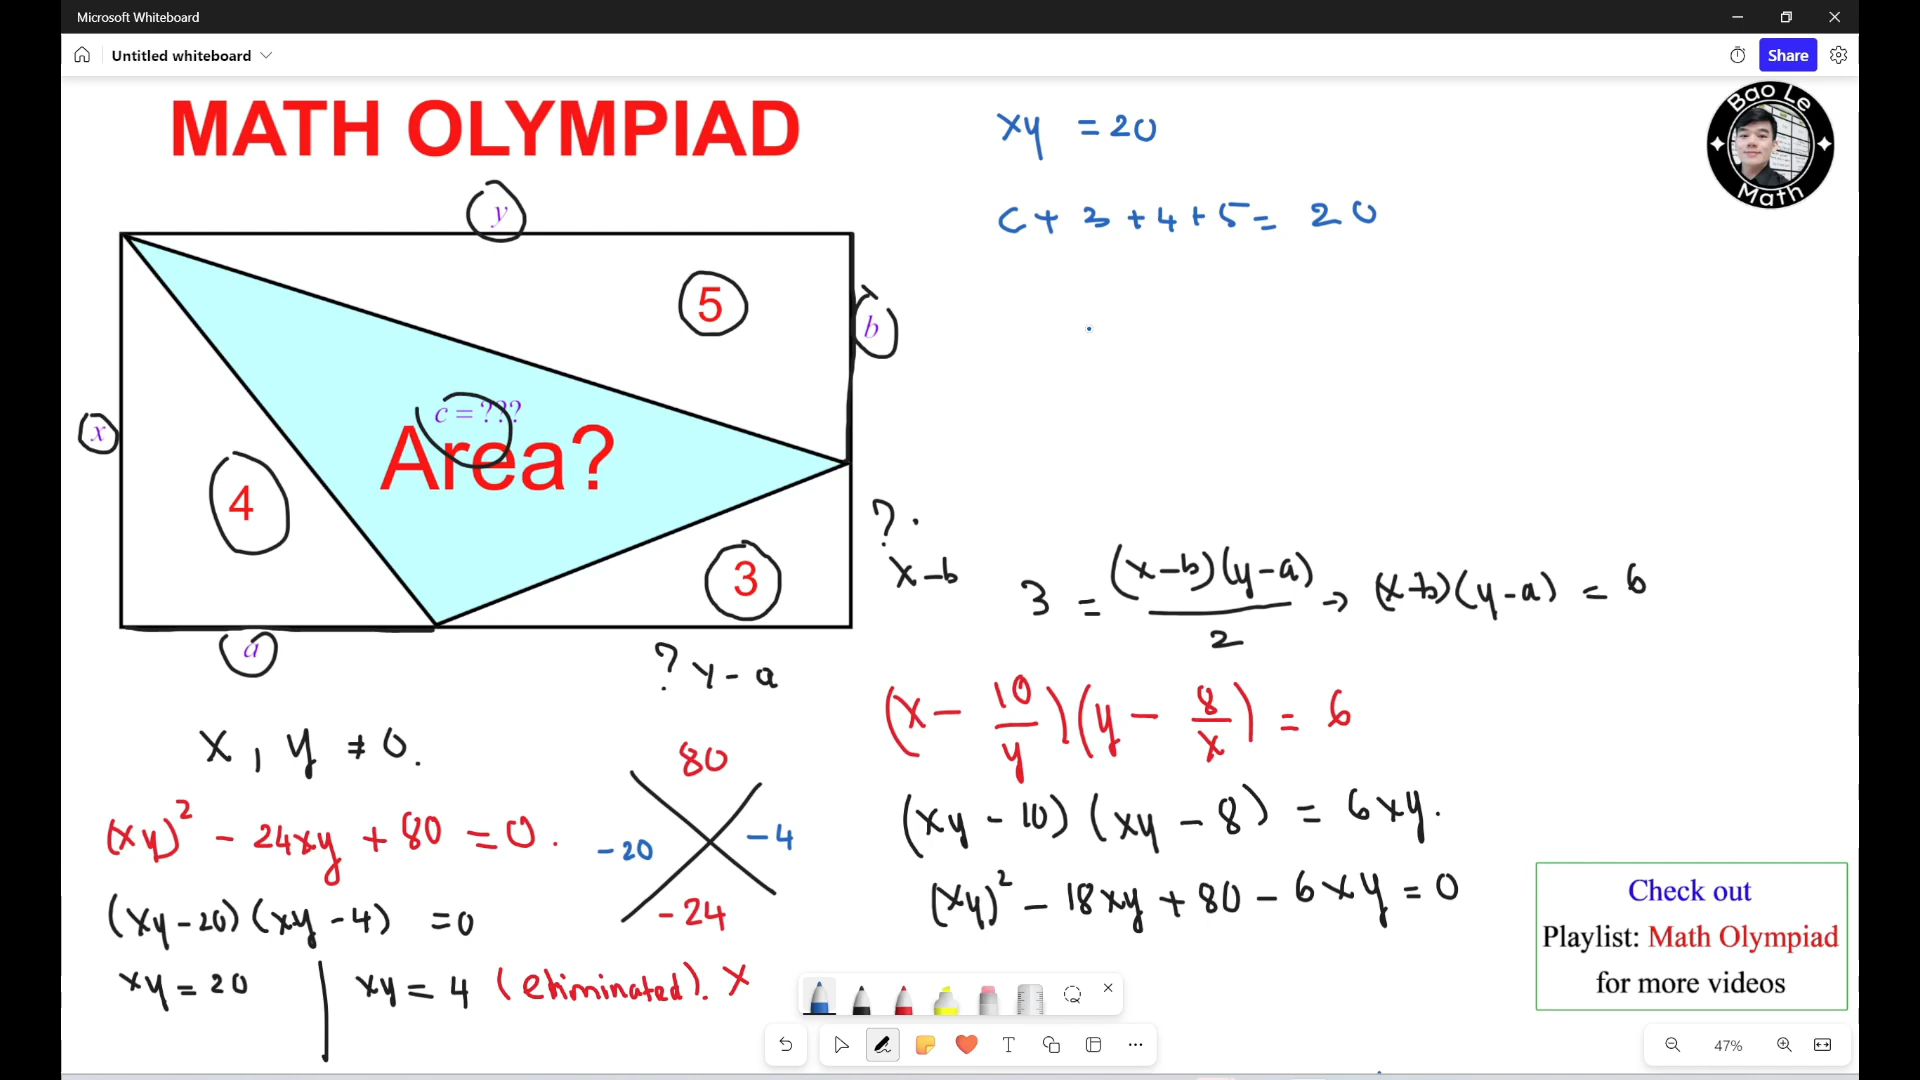 Microsoft Whiteboard
Untitled whiteboard
Share
MATH OLYMPIAD
Bao Le
Math
y
5
b
x
c = ???
Area?
4
3
a
? y - a
?.
x - b
xy = 20
c + 3 + 4 + 5 = 20
3 = (x-b)(y-a) / 2 → (x-b)(y-a) = 6
(x - 10/y)(y - 8/x) = 6
(xy - 10)(xy - 8) = 6xy.
(xy)² - 18xy + 80 - 6xy = 0
x, y ≠ 0.
(xy)² - 24xy + 80 = 0.
80
-20 -4
-24
(xy-20)(xy-4) = 0
xy = 20 | xy = 4 (eliminated). X
Check out
Playlist: Math Olympiad
for more videos
T
47%